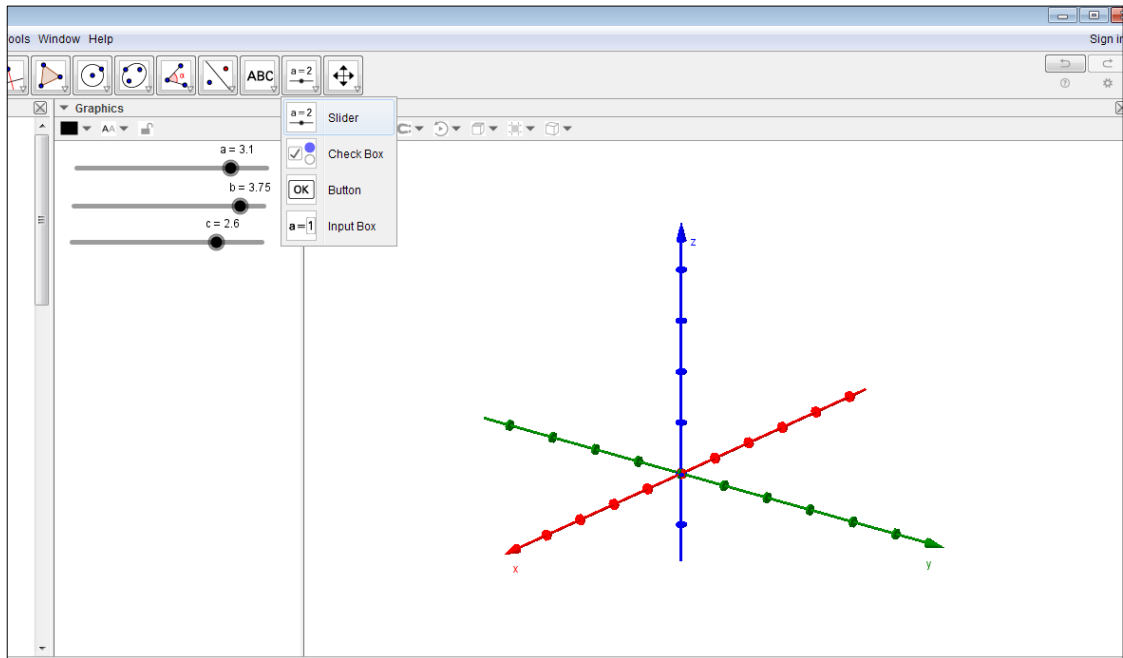 ools Window Help
Sign in
ABC
a=2
Graphics
AA
a=2 Slider
Check Box
OK Button
a=1 Input Box
a = 3.1
b = 3.75
c = 2.6
z
x
y